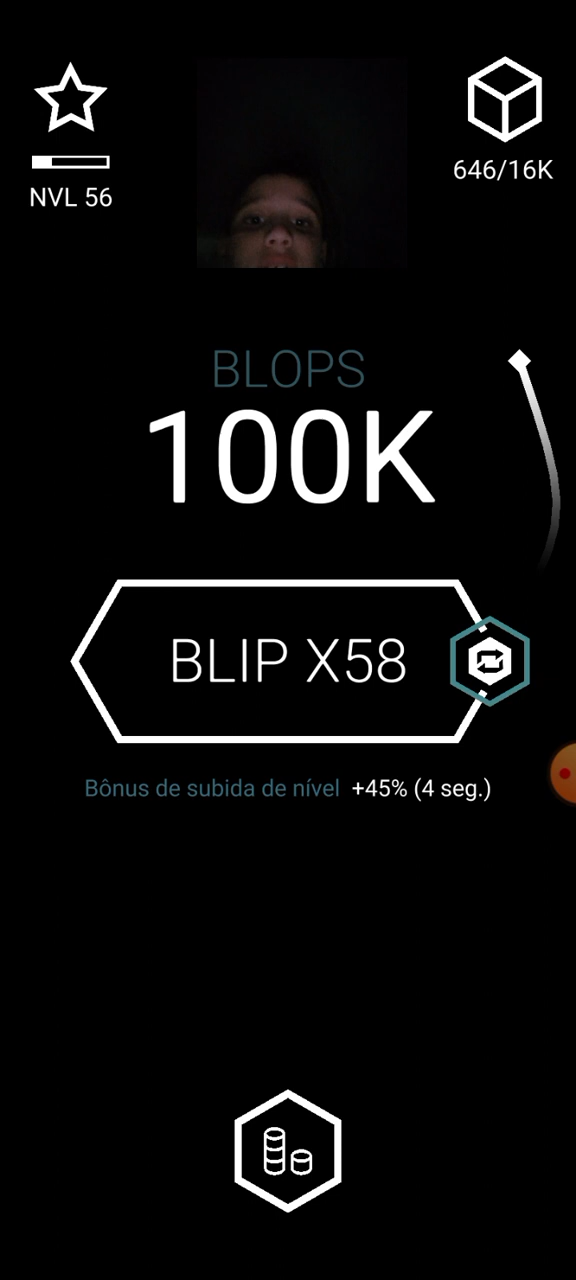 NVL 56
646/16K
BLOPS
100K
BLIP X58
Bônus de subida de nível +45% (4 seg.)